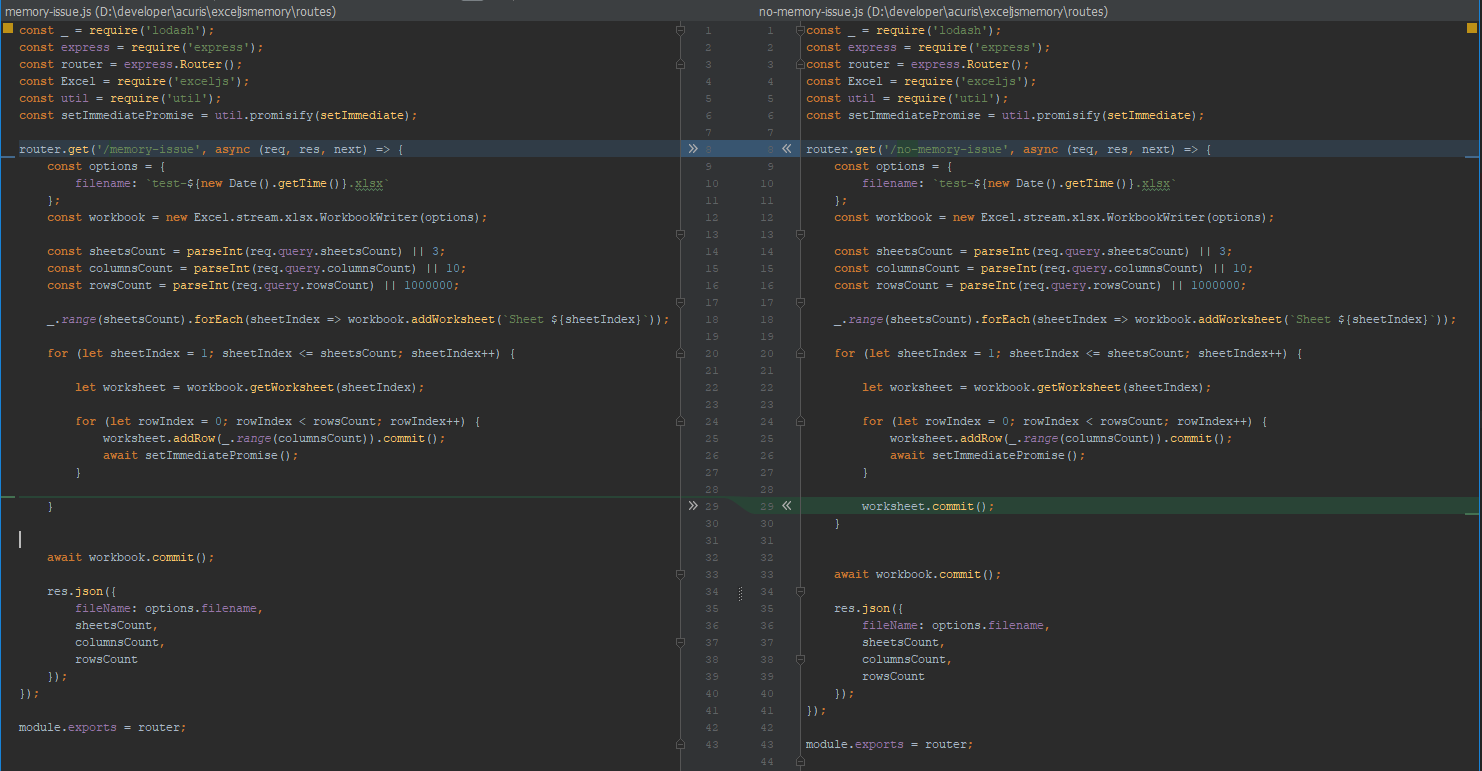 memory-issue.js (D:\developer\acuris\exceljsmemory\routes)
const _ = require('lodash');
const express = require('express');
const router = express.Router();
const Excel = require('exceljs');
const util = require('util');
const setImmediatePromise = util.promisify(setImmediate);
router.get('/memory-issue', async (req, res, next) => {
const options = {
filename: `test-${new Date().getTime()}.xlsx`
};
const workbook = new Excel.stream.xlsx.WorkbookWriter(options);
const sheetsCount = parseInt(req.query.sheetsCount) || 3;
const columnsCount = parseInt(req.query.columnsCount) || 10;
const rowsCount = parseInt(req.query.rowsCount) || 1000000;
_.range(sheetsCount).forEach(sheetIndex => workbook.addWorksheet(`Sheet ${sheetIndex}`));
for (let sheetIndex = 1; sheetIndex <= sheetsCount; sheetIndex++) {
let worksheet = workbook.getWorksheet(sheetIndex);
for (let rowIndex = 0; rowIndex < rowsCount; rowIndex++) {
worksheet.addRow(_.range(columnsCount)).commit();
await setImmediatePromise();
}
}
await workbook.commit();
res.json({
fileName: options.filename,
sheetsCount,
columnsCount,
rowsCount
});
});
module.exports = router;
1 1
2 2
3 3
4 4
5 5
6 6
7 7
» 8 8 «
9 9
10 10
11 11
12 12
13 13
14 14
15 15
16 16
17 17
18 18
19 19
20 20
21 21
22 22
23 23
24 24
25 25
26 26
27 27
28 28
» 29 29 «
30 30
31 31
32 32
33 33
34 34
35 35
36 36
37 37
38 38
39 39
40 40
41 41
42 42
43 43
44
no-memory-issue.js (D:\developer\acuris\exceljsmemory\routes)
const _ = require('lodash');
const express = require('express');
const router = express.Router();
const Excel = require('exceljs');
const util = require('util');
const setImmediatePromise = util.promisify(setImmediate);
router.get('/no-memory-issue', async (req, res, next) => {
const options = {
filename: `test-${new Date().getTime()}.xlsx`
};
const workbook = new Excel.stream.xlsx.WorkbookWriter(options);
const sheetsCount = parseInt(req.query.sheetsCount) || 3;
const columnsCount = parseInt(req.query.columnsCount) || 10;
const rowsCount = parseInt(req.query.rowsCount) || 1000000;
_.range(sheetsCount).forEach(sheetIndex => workbook.addWorksheet(`Sheet ${sheetIndex}`));
for (let sheetIndex = 1; sheetIndex <= sheetsCount; sheetIndex++) {
let worksheet = workbook.getWorksheet(sheetIndex);
for (let rowIndex = 0; rowIndex < rowsCount; rowIndex++) {
worksheet.addRow(_.range(columnsCount)).commit();
await setImmediatePromise();
}
worksheet.commit();
}
await workbook.commit();
res.json({
fileName: options.filename,
sheetsCount,
columnsCount,
rowsCount
});
});
module.exports = router;